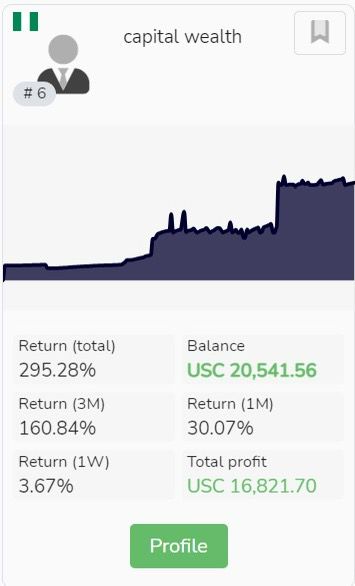 capital wealth
# 6
Return (total)
295.28%
Balance
USC 20,541.56
Return (3M)
160.84%
Return (1M)
30.07%
Return (1W)
3.67%
Total profit
USC 16,821.70
Profile